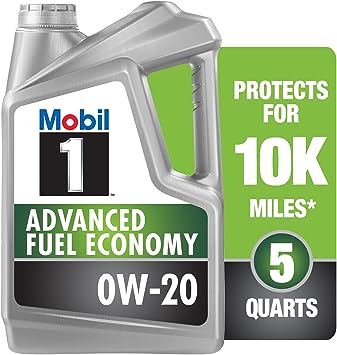 Mobil
1
ADVANCED
FUEL ECONOMY
0W-20
PROTECTS
FOR
10K
MILES*
5
QUARTS